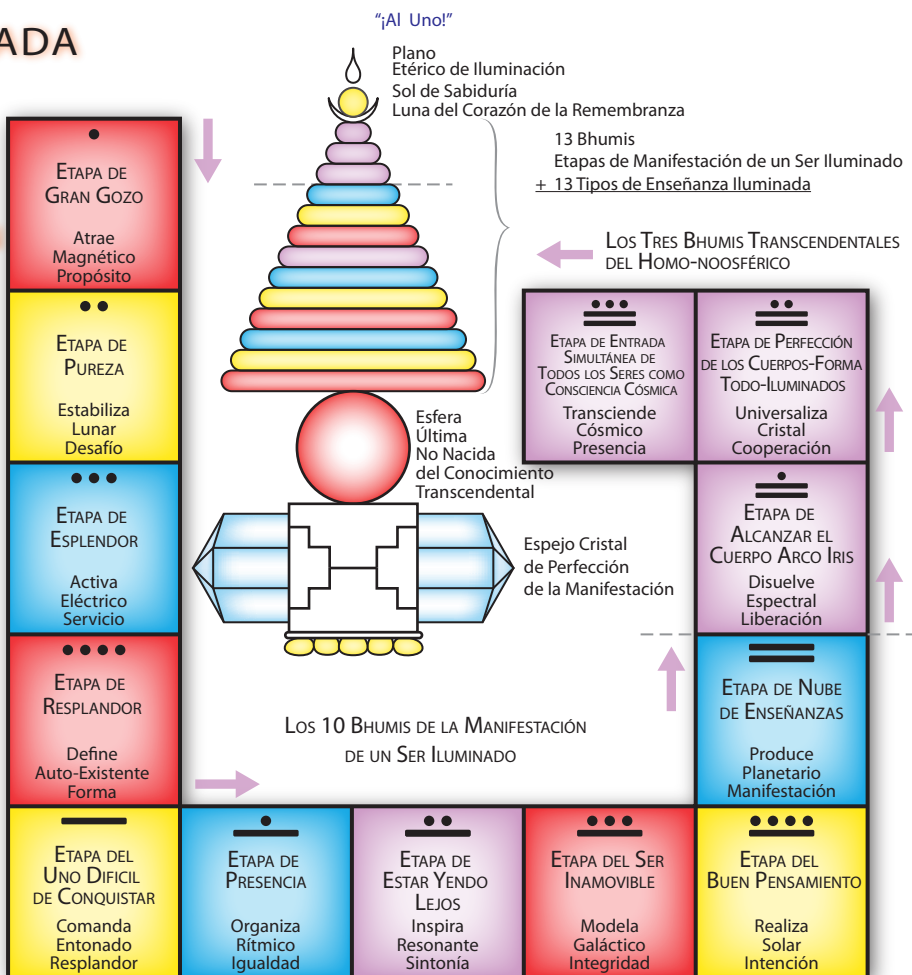 ADA
"¡Al Uno!"
Plano
Etérico de Iluminación
Sol de Sabiduría
Luna del Corazón de la Remembranza
13 Bhumis
Etapas de Manifestación de un Ser Iluminado
+ 13 Tipos de Enseñanza Iluminada
Los Tres Bhumis Transcendentales
del Homo-noosférico
Etapa de
Gran Gozo
Atrae
Magnético
Propósito
Etapa de
Pureza
Estabiliza
Lunar
Desafío
Etapa de
Esplendor
Activa
Eléctrico
Servicio
Etapa de
Resplandor
Define
Auto-Existente
Forma
Etapa del
Uno Dificil
de Conquistar
Comanda
Entonado
Resplandor
Etapa de
Presencia
Organiza
Rítmico
Igualdad
Etapa de
Estar Yendo
Lejos
Inspira
Resonante
Sintonía
Etapa del Ser
Inamovible
Modela
Galáctico
Integridad
Etapa del
Buen Pensamiento
Realiza
Solar
Intención
Etapa de Nube
de Enseñanzas
Produce
Planetario
Manifestación
Etapa de
Alcanzar el
Cuerpo Arco Iris
Disuelve
Espectral
Liberación
Etapa de Perfección
de los Cuerpos-Forma
Todo-Iluminados
Universaliza
Cristal
Cooperación
Etapa de Entrada
Simultánea de
Todos los Seres como
Consciencia Cósmica
Transciende
Cósmico
Presencia
Esfera
Última
No Nacida
del Conocimiento
Transcendental
Espejo Cristal
de Perfección
de la Manifestación
Los 10 Bhumis de la Manifestación
de un Ser Iluminado